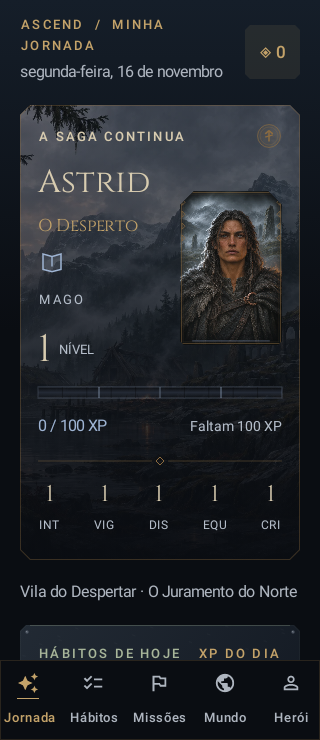 ASCEND / MINHA
JORNADA
segunda-feira, 16 de novembro
0
A SAGA CONTINUA
Astrid
O Desperto
MAGO
1 NÍVEL
0 / 100 XP Faltam 100 XP
1 1 1 1 1
INT VIG DIS EQU CRI
Vila do Despertar · O Juramento do Norte
HÁBITOS DE HOJE XP DO DIA
Jornada Hábitos Missões Mundo Herói